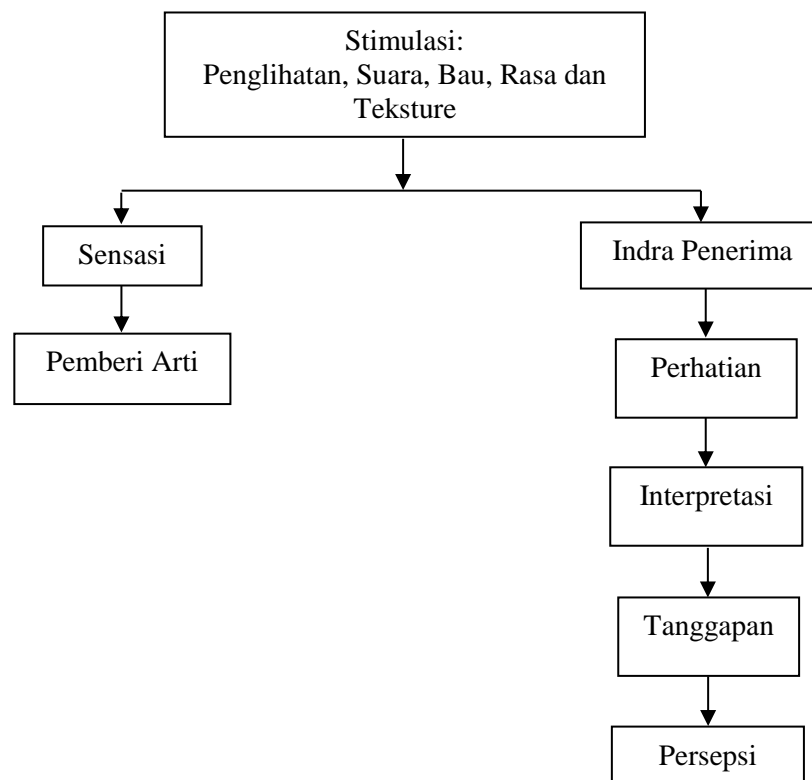 Stimulasi:
Penglihatan, Suara, Bau, Rasa dan
Teksture
Sensasi
Indra Penerima
Pemberi Arti
Perhatian
Interpretasi
Tanggapan
Persepsi